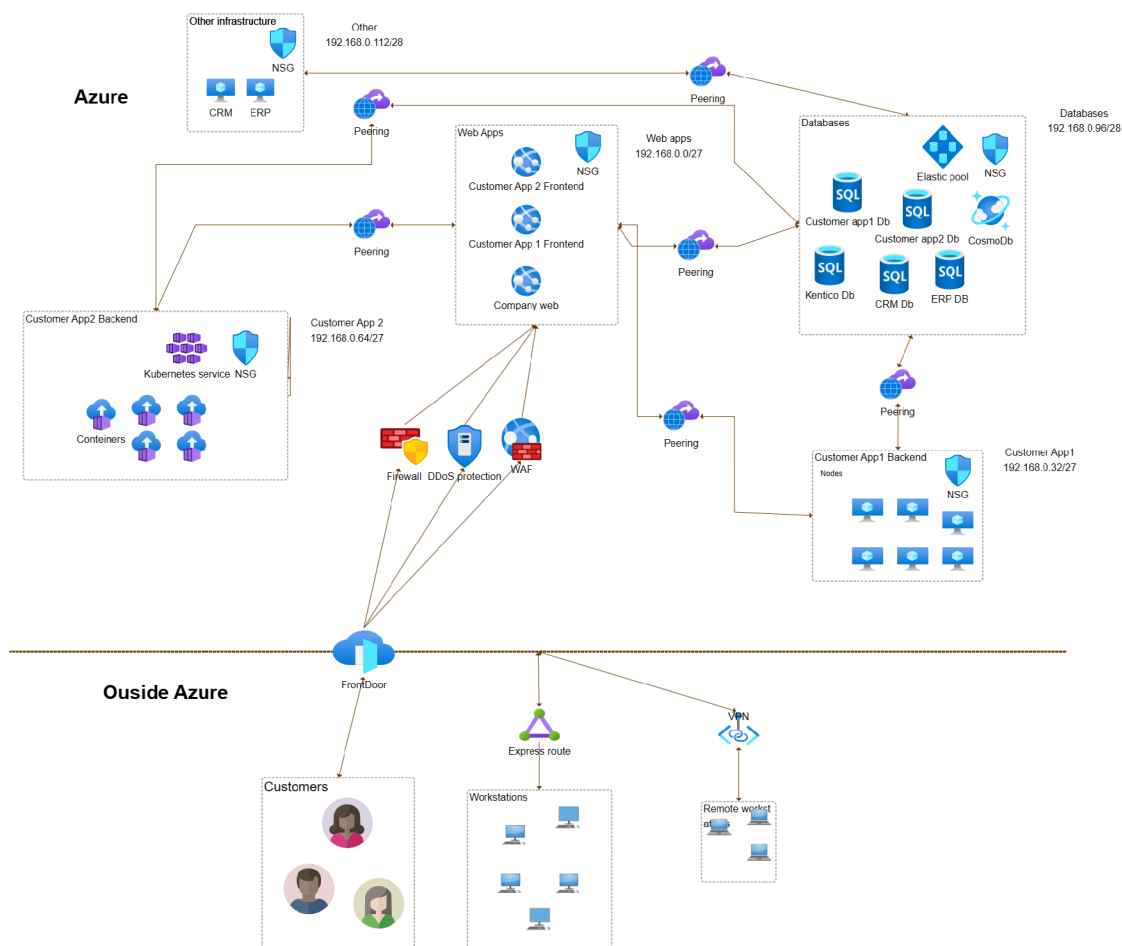 Other infrastructure
Other
192.168.0.112/28
NSG
CRM
ERP
Peering
Azure
Peering
Web Apps
NSG
Customer App 2 Frontend
Customer App 1 Frontend
Company web
Web apps
192.168.0.0/27
Databases
192.168.0.96/28
Databases
Elastic pool
NSG
SQL
Customer app1 Db
SQL
Customer app2 Db
CosmoDb
SQL
Kentico Db
SQL
CRM Db
SQL
ERP DB
Peering
Peering
Customer App2 Backend
Customer App 2
192.168.0.64/27
Kubernetes service
NSG
Conteiners
Peering
Peering
Firewall
DDoS protection
WAF
Customer App1 Backend
Nodes
NSG
Customer App1
192.168.0.32/27
FrontDoor
Ouside Azure
Express route
VPN
Customers
Workstations
Remote workst